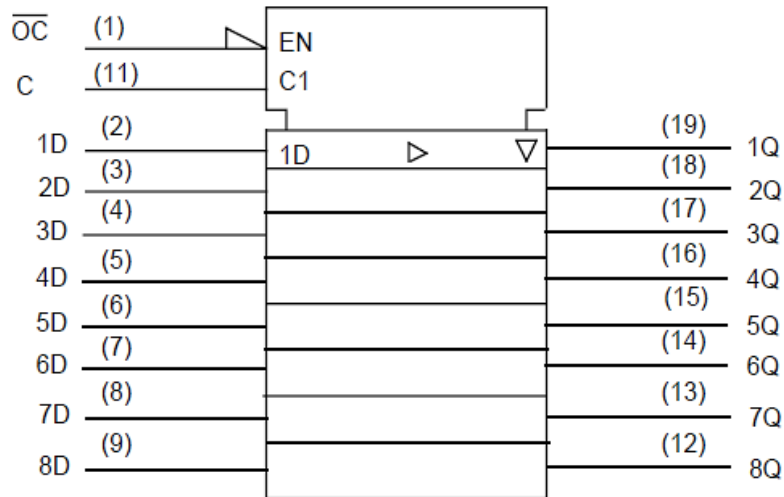 O̅C̅ (1) EN
C (11) C1
1D (2) 1D (19) 1Q
2D (3) (18) 2Q
3D (4) (17) 3Q
4D (5) (16) 4Q
5D (6) (15) 5Q
6D (7) (14) 6Q
7D (8) (13) 7Q
8D (9) (12) 8Q